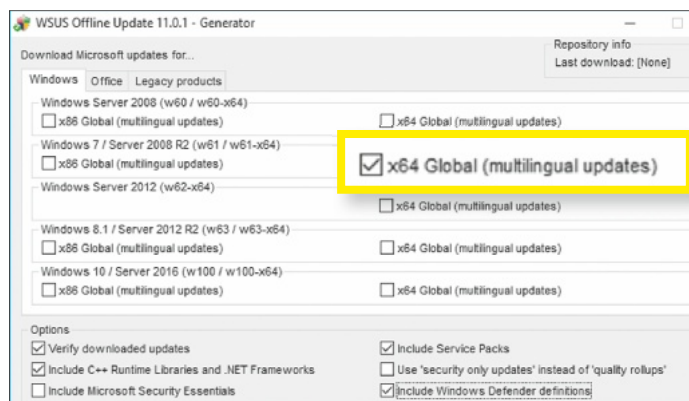 WSUS Offline Update 11.0.1 - Generator
Download Microsoft updates for...
Repository info
Last download: [None]
Windows Office Legacy products
Windows Server 2008 (w60 / w60-x64)
x86 Global (multilingual updates) x64 Global (multilingual updates)
Windows 7 / Server 2008 R2 (w61 / w61-x64)
x86 Global (multilingual updates) x64 Global (multilingual updates)
Windows Server 2012 (w62-x64)
x64 Global (multilingual updates)
Windows 8.1 / Server 2012 R2 (w63 / w63-x64)
x86 Global (multilingual updates) x64 Global (multilingual updates)
Windows 10 / Server 2016 (w100 / w100-x64)
x86 Global (multilingual updates) x64 Global (multilingual updates)
Options
Verify downloaded updates Include Service Packs
Include C++ Runtime Libraries and .NET Frameworks Use 'security only updates' instead of 'quality rollups'
Include Microsoft Security Essentials Include Windows Defender definitions